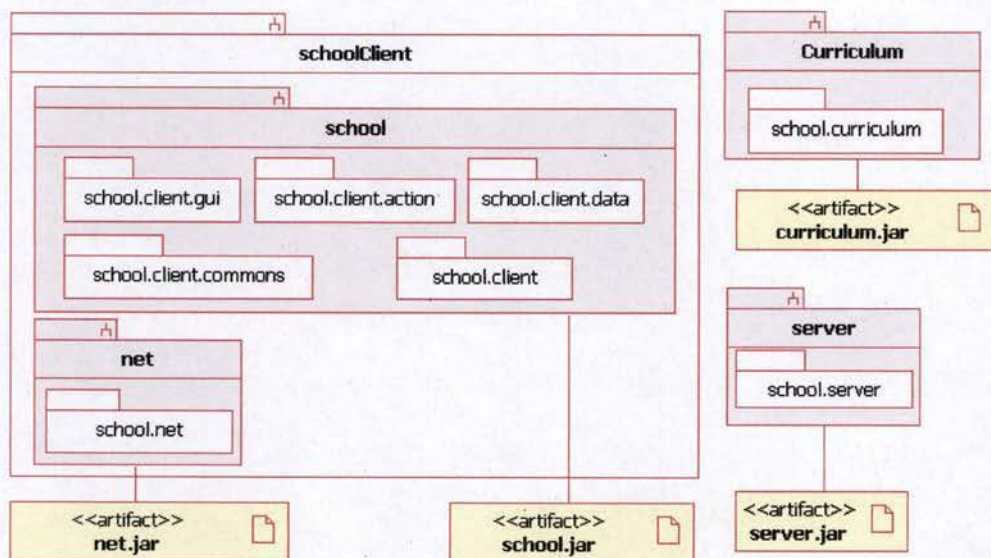 schoolClient
school
school.client.gui
school.client.action
school.client.data
school.client.commons
school.client
net
school.net
<<artifact>>
net.jar
<<artifact>>
school.jar
Curriculum
school.curriculum
<<artifact>>
curriculum.jar
server
school.server
<<artifact>>
server.jar